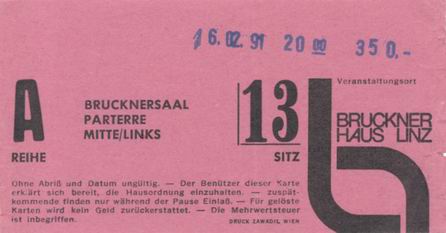 16.02.91 20 00 350,-
Veranstaltungsort
A
BRUCKNERSAAL
PARTERRE
MITTE/LINKS
13
BRUCKNER
HAUS LINZ
REIHE
SITZ
Ohne Abriß und Datum ungültig. — Der Benützer dieser Karte
erklärt sich bereit, die Hausordnung einzuhalten. — zuspät-
kommende finden nur während der Pause Einlaß. — Für gelöste
Karten wird kein Geld zurückerstattet. — Die Mehrwertsteuer
ist inbegriffen.
DRUCK ZAWADIL WIEN